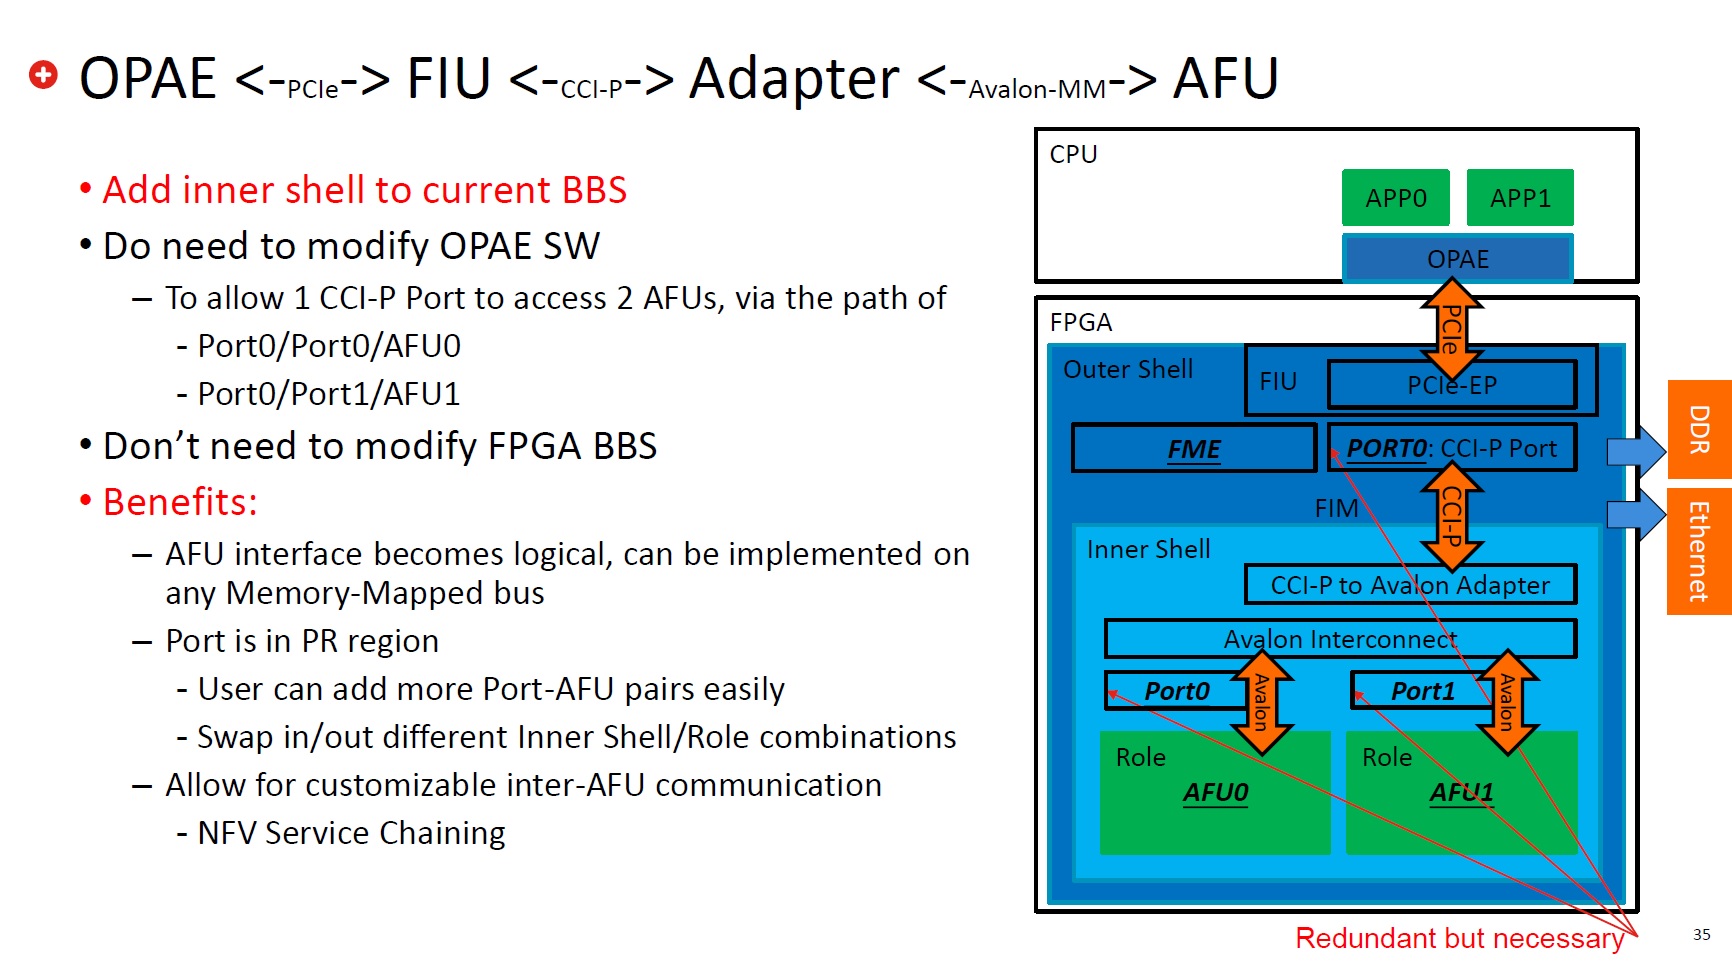 OPAE <-PCIe-> FIU <-CCI-P-> Adapter <-Avalon-MM-> AFU
• Add inner shell to current BBS
• Do need to modify OPAE SW
– To allow 1 CCI-P Port to access 2 AFUs, via the path of
- Port0/Port0/AFU0
- Port0/Port1/AFU1
• Don’t need to modify FPGA BBS
• Benefits:
– AFU interface becomes logical, can be implemented on
any Memory-Mapped bus
– Port is in PR region
- User can add more Port-AFU pairs easily
- Swap in/out different Inner Shell/Role combinations
– Allow for customizable inter-AFU communication
- NFV Service Chaining
CPU
APP0
APP1
OPAE
PCIe
FPGA
Outer Shell
FIU
PCIe-EP
FME
PORT0: CCI-P Port
DDR
Ethernet
FIM
CCI-P
Inner Shell
CCI-P to Avalon Adapter
Avalon Interconnect
Port0
Avalon
Port1
Avalon
Role
AFU0
Role
AFU1
Redundant but necessary
35